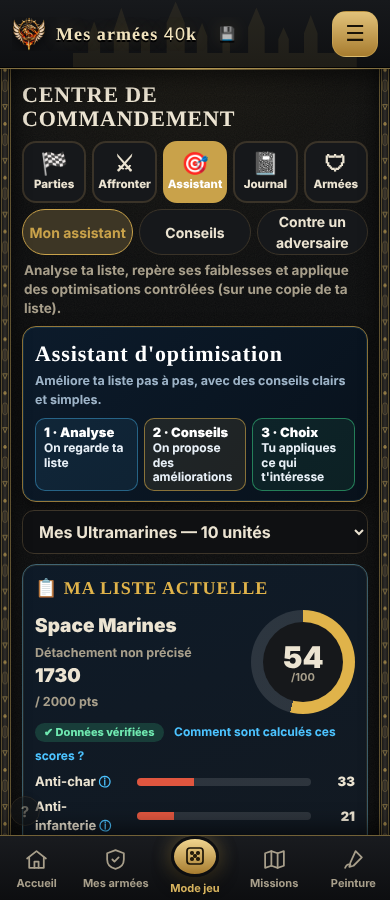 Mes armées 40k
CENTRE DE
COMMANDEMENT
Parties
Affronter
Assistant
Journal
Armées
Mon assistant
Conseils
Contre un
adversaire
Analyse ta liste, repère ses faiblesses et applique
des optimisations contrôlées (sur une copie de ta
liste).
Assistant d'optimisation
Améliore ta liste pas à pas, avec des conseils clairs
et simples.
1 · Analyse
On regarde ta
liste
2 · Conseils
On propose
des
améliorations
3 · Choix
Tu appliques
ce qui
t'intéresse
Mes Ultramarines — 10 unités
MA LISTE ACTUELLE
Space Marines
Détachement non précisé
1730
/ 2000 pts
54
/100
✔ Données vérifiées
Comment sont calculés ces
scores ?
Anti-char ⓘ
33
Anti-
infanterie ⓘ
21
?
Accueil
Mes armées
Mode jeu
Missions
Peinture